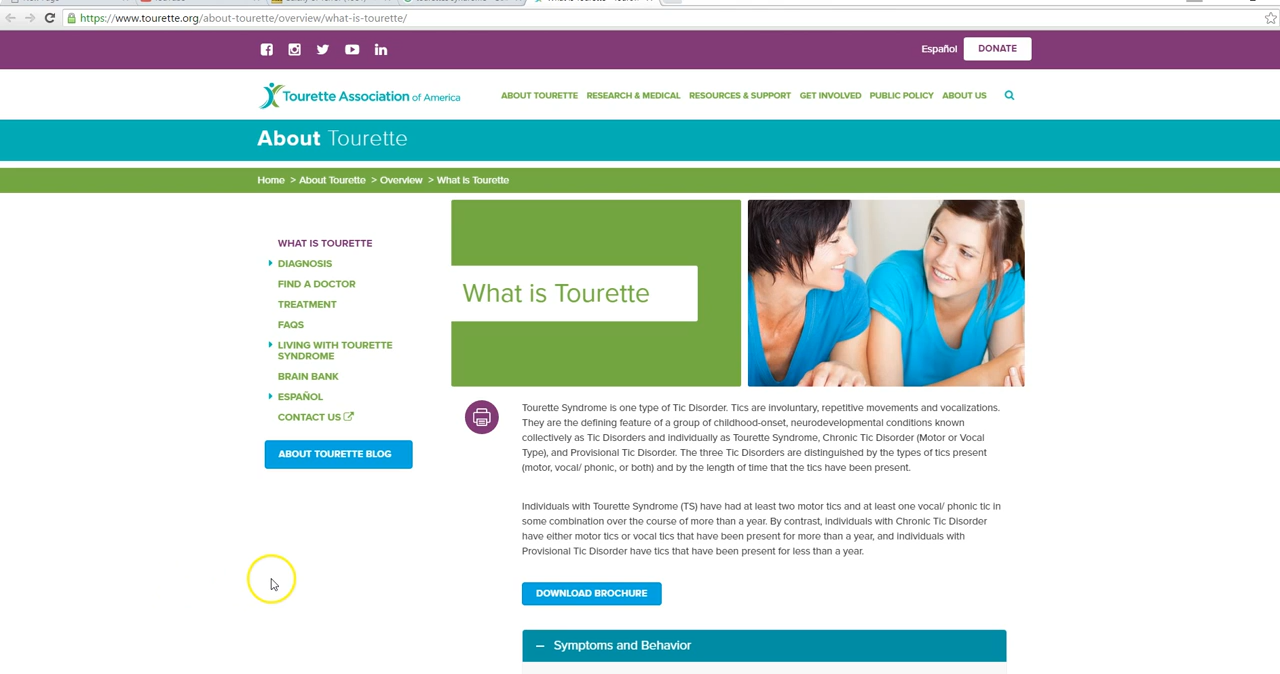 https://www.tourette.org/about-tourette/overview/what-is-tourette/
Español DONATE
Tourette Association of America
ABOUT TOURETTE RESEARCH & MEDICAL RESOURCES & SUPPORT GET INVOLVED PUBLIC POLICY ABOUT US
About Tourette
Home > About Tourette > Overview > What is Tourette
WHAT IS TOURETTE
DIAGNOSIS
FIND A DOCTOR
TREATMENT
FAQS
LIVING WITH TOURETTE
SYNDROME
BRAIN BANK
ESPAÑOL
CONTACT US
ABOUT TOURETTE BLOG
What is Tourette
Tourette Syndrome is one type of Tic Disorder. Tics are involuntary, repetitive movements and vocalizations.
They are the defining feature of a group of childhood-onset, neurodevelopmental conditions known
collectively as Tic Disorders and individually as Tourette Syndrome, Chronic Tic Disorder (Motor or Vocal
Type), and Provisional Tic Disorder. The three Tic Disorders are distinguished by the types of tics present
(motor, vocal/ phonic, or both) and by the length of time that the tics have been present.
Individuals with Tourette Syndrome (TS) have had at least two motor tics and at least one vocal/ phonic tic in
some combination over the course of more than a year. By contrast, individuals with Chronic Tic Disorder
have either motor tics or vocal tics that have been present for more than a year, and individuals with
Provisional Tic Disorder have tics that have been present for less than a year.
DOWNLOAD BROCHURE
Symptoms and Behavior